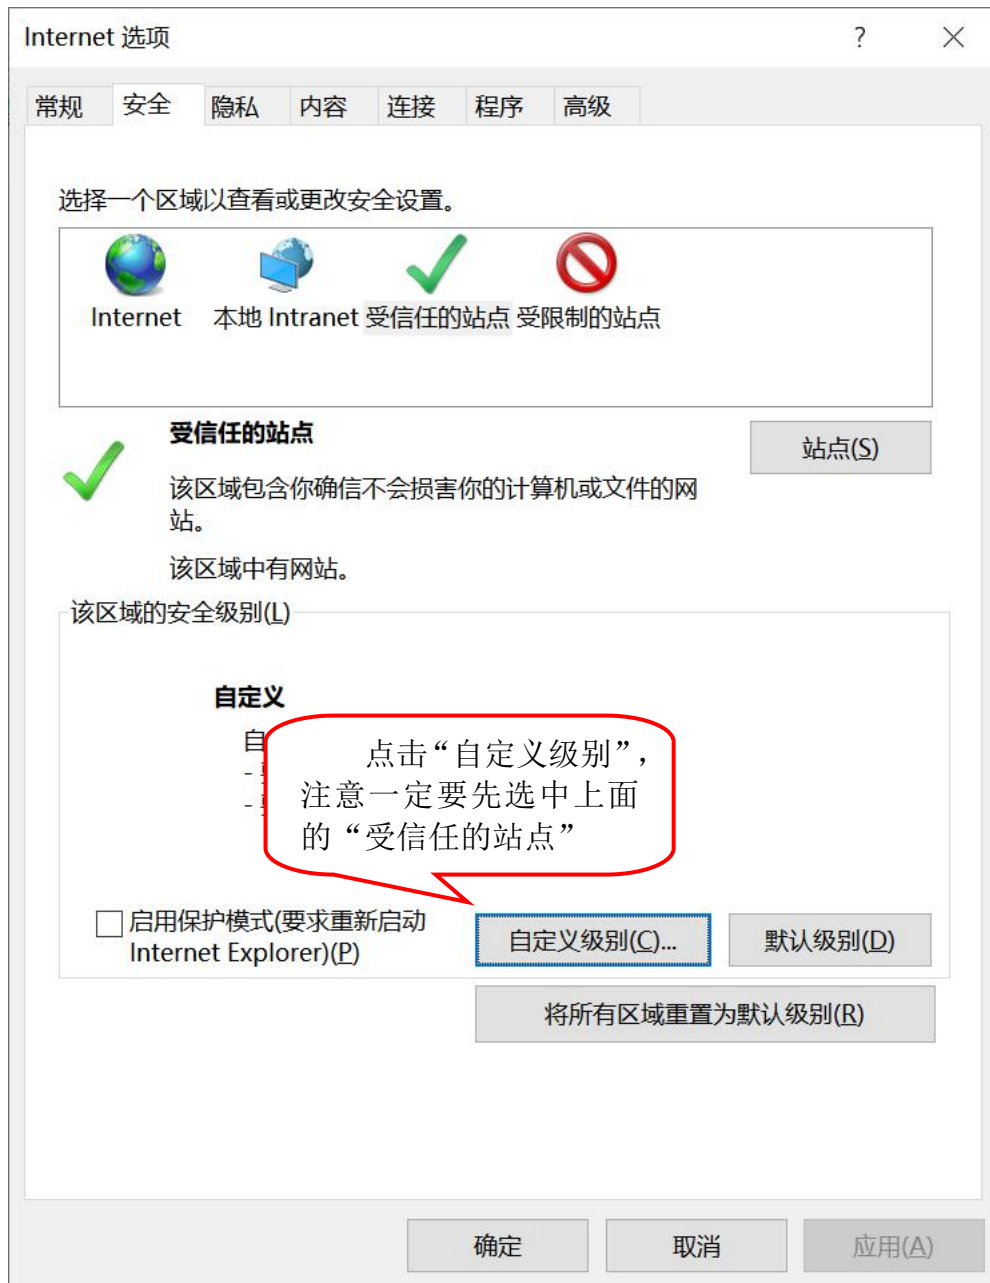 Internet 选项
?
常规 安全 隐私 内容 连接 程序 高级
选择一个区域以查看或更改安全设置。
Internet 本地 Intranet 受信任的站点 受限制的站点
受信任的站点
站点(S)
该区域包含你确信不会损害你的计算机或文件的网
站。
该区域中有网站。
该区域的安全级别(L)
自定义
自
点击“自定义级别”,
注意一定要先选中上面
的“受信任的站点”
启用保护模式(要求重新启动
Internet Explorer)(P)
自定义级别(C)...
默认级别(D)
将所有区域重置为默认级别(R)
确定 取消 应用(A)